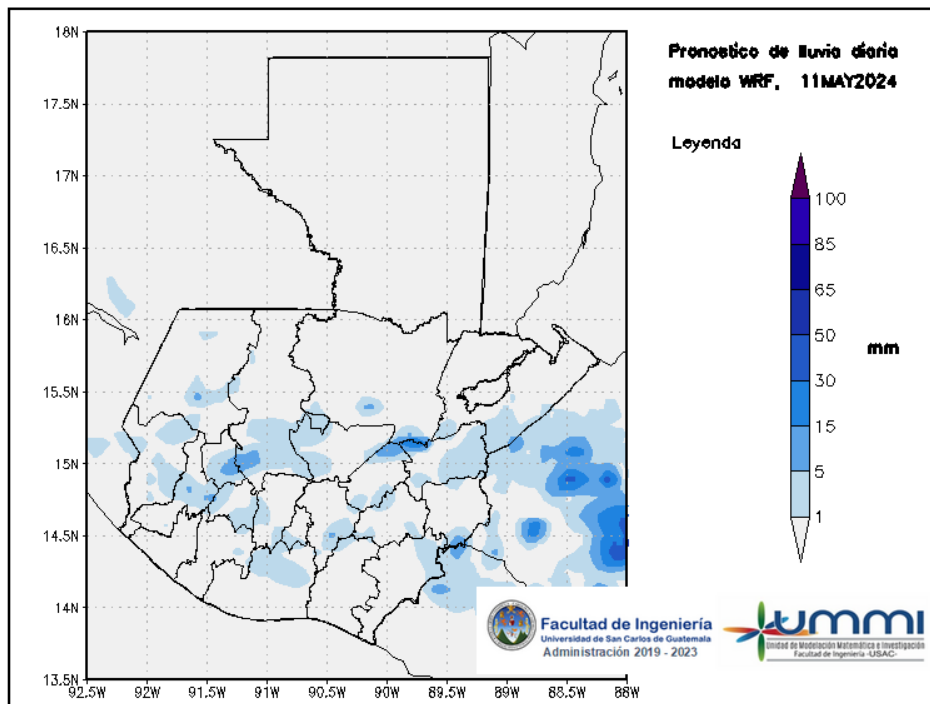 Pronostico de lluvia diaria
modelo WRF, 11MAY2024
Leyenda
100
85
65
50
30
15
5
1
mm
18N
17.5N
17N
16.5N
16N
15.5N
15N
14.5N
14N
13.5N
92.5W
92W
91.5W
91W
90.5W
90W
89.5W
89W
88.5W
88W
Facultad de Ingeniería
Universidad de San Carlos de Guatemala
Administración 2019 - 2023
ummi
Unidad de Modelación Matemática e Investigación
Facultad de Ingeniería -USAC-